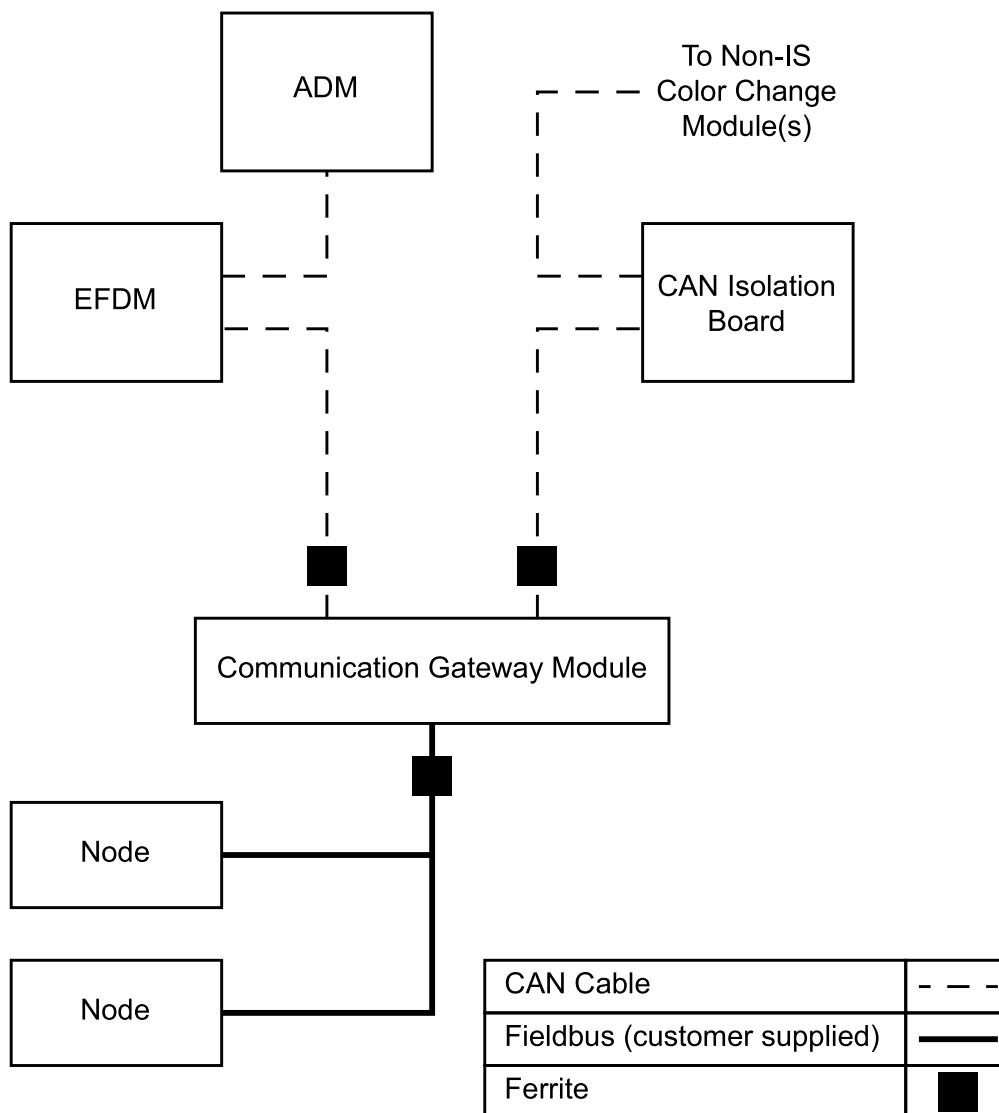 ADM
To Non-IS
Color Change
Module(s)
EFDM
CAN Isolation
Board
Communication Gateway Module
Node
Node
CAN Cable
Fieldbus (customer supplied)
Ferrite